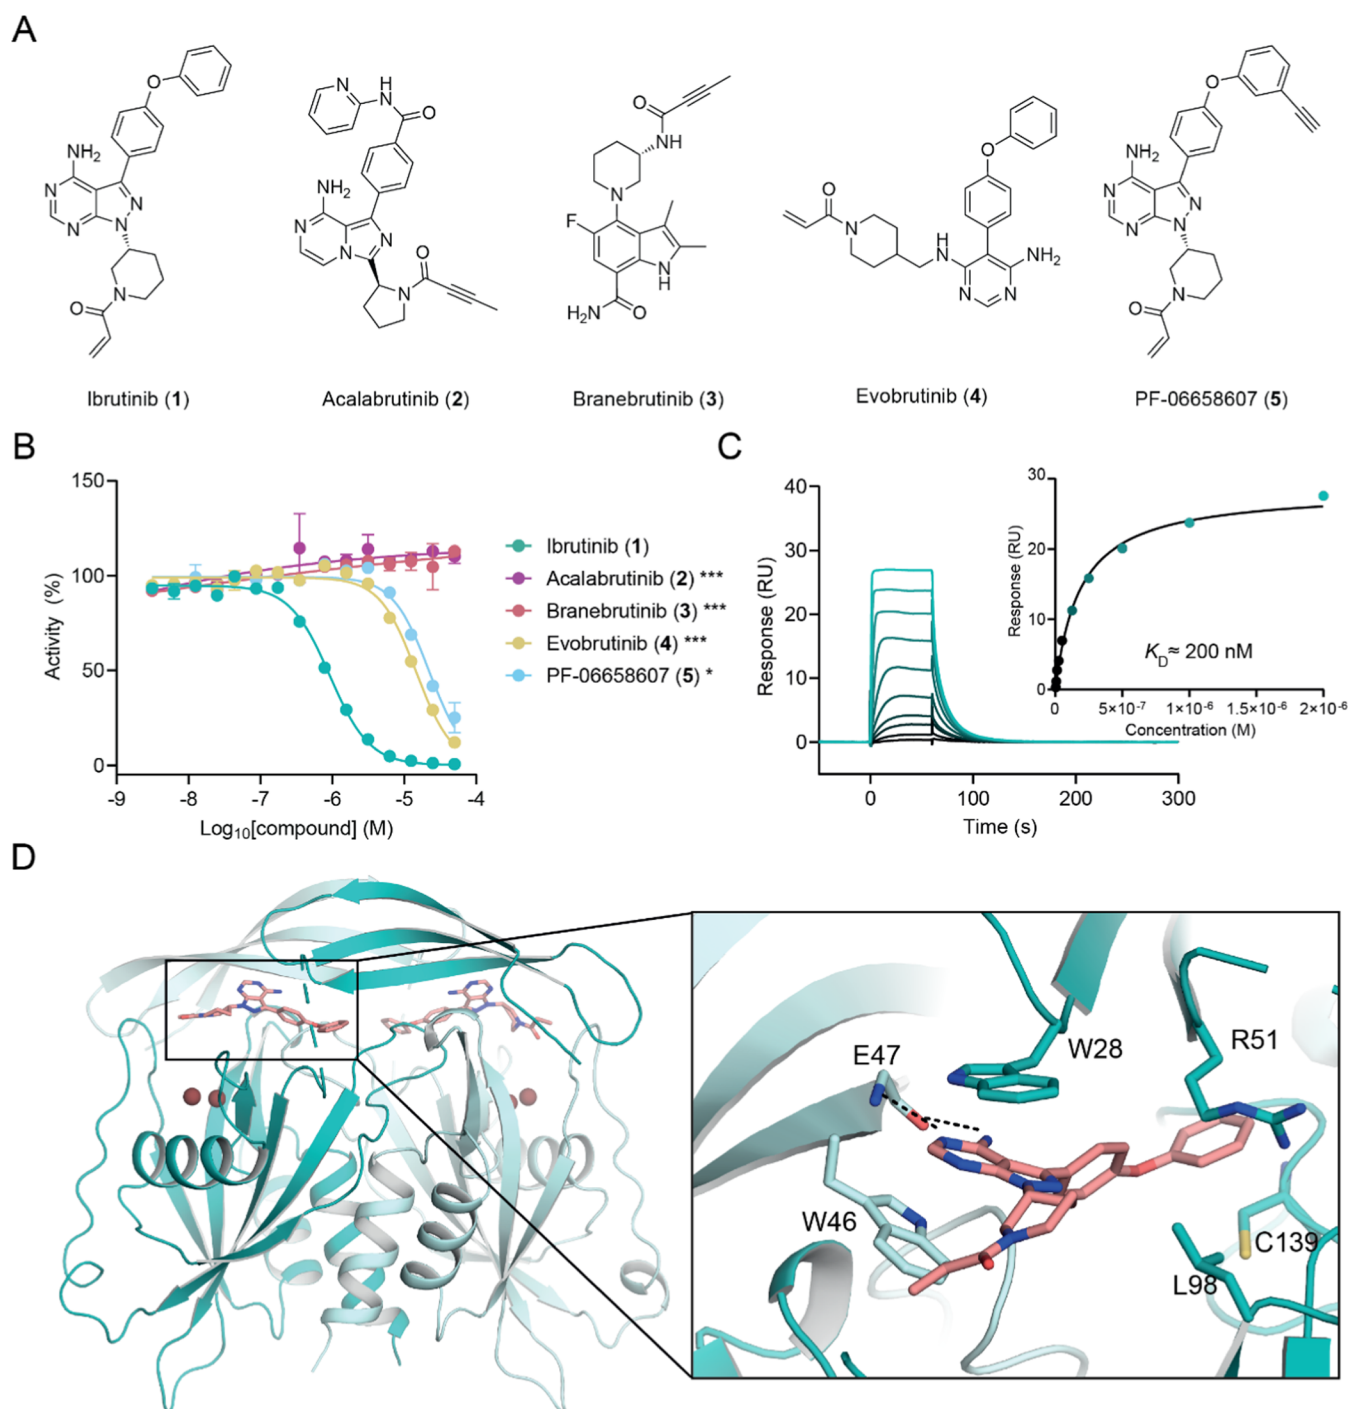 A
O
NH2
N
N
N
N
N
O
N
H
N
O
NH2
N
N
N
O
N
O
NH
N
F
N
H
H2N
O
O
O
N
H
N
NH2
N
N
O
NH2
N
N
N
N
N
O
Ibrutinib (1)
Acalabrutinib (2)
Branebrutinib (3)
Evobrutinib (4)
PF-06658607 (5)
B
150
100
50
0
Activity (%)
-9 -8 -7 -6 -5 -4
Log10[compound] (M)
Ibrutinib (1)
Acalabrutinib (2) ***
Branebrutinib (3) ***
Evobrutinib (4) ***
PF-06658607 (5) *
C
40
30
20
10
0
Response (RU)
0 100 200 300
Time (s)
30
20
10
0
Response (RU)
KD≈ 200 nM
0 5×10-7 1×10-6 1.5×10-6 2×10-6
Concentration (M)
D
E47
W28
R51
W46
C139
L98